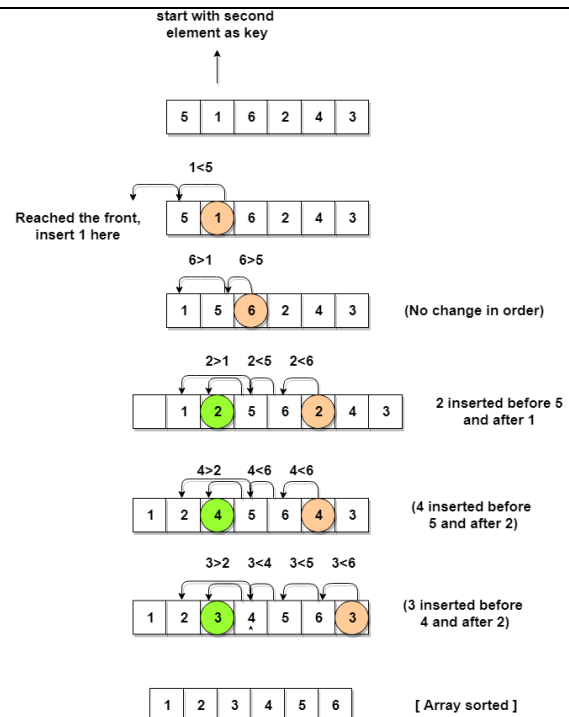 start with second
element as key
5 1 6 2 4 3
1<5
Reached the front,
insert 1 here
5 1 6 2 4 3
6>1 6>5
1 5 6 2 4 3
(No change in order)
2>1 2<5 2<6
1 2 5 6 2 4 3
2 inserted before 5
and after 1
4>2 4<6 4<6
1 2 4 5 6 4 3
(4 inserted before
5 and after 2)
3>2 3<4 3<5 3<6
1 2 3 4 5 6 3
(3 inserted before
4 and after 2)
1 2 3 4 5 6
[ Array sorted ]